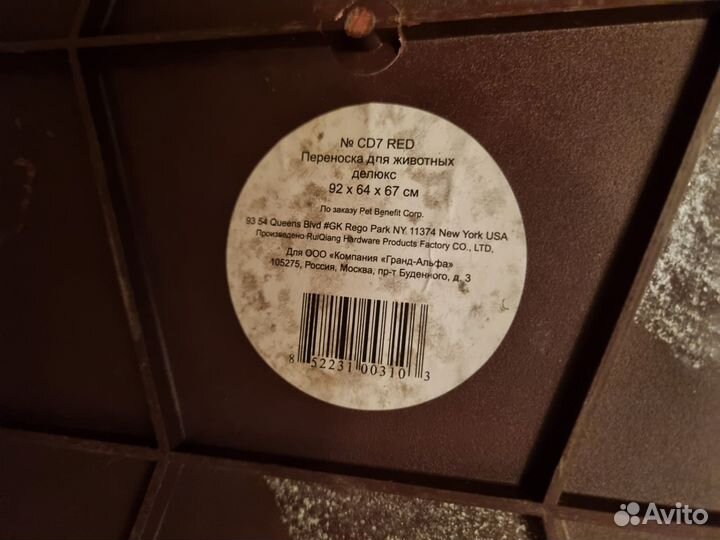 № CD7 RED
Переноска для животных
делюкс
92 x 64 x 67 см
По заказу Pet Benefit Corp.
93 54 Queens Blvd #GK Rego Park NY 11374 New York USA
Произведено RuiQiang Hardware Products Factory CO., LTD.
Для ООО «Компания «Гранд-Альфа»
105275, Россия, Москва, пр-т Буденного, д. 3
8 52231 00310 3
Avito